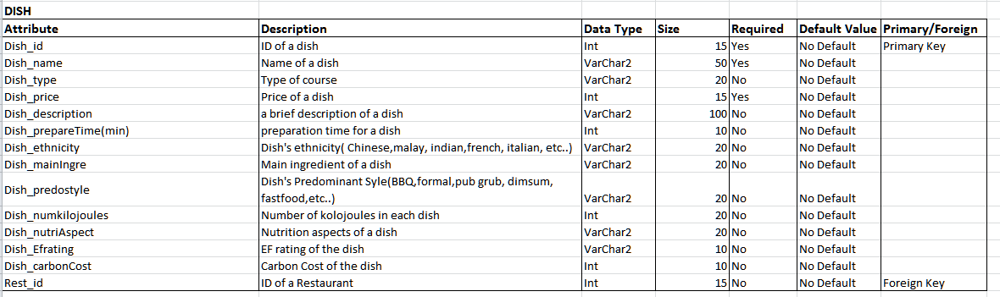 DISH
Attribute Description Data Type Size Required Default Value Primary/Foreign
Dish_id ID of a dish Int 15 Yes No Default Primary Key
Dish_name Name of a dish VarChar2 50 Yes No Default
Dish_type Type of course VarChar2 20 No No Default
Dish_price Price of a dish Int 15 Yes No Default
Dish_description a brief description of a dish VarChar2 100 No No Default
Dish_prepareTime(min) preparation time for a dish Int 10 No No Default
Dish_ethnicity Dish's ethnicity( Chinese,malay, indian,french, italian, etc..) VarChar2 20 No No Default
Dish_mainIngre Main ingredient of a dish VarChar2 20 No No Default
Dish's Predominant Syle(BBQ,formal,pub grub, dimsum,
Dish_predostyle fastfood,etc..) VarChar2 20 No No Default
Dish_numkilojoules Number of kolojoules in each dish Int 20 No No Default
Dish_nutriAspect Nutrition aspects of a dish VarChar2 20 No No Default
Dish_Efrating EF rating of the dish VarChar2 10 No No Default
Dish_carbonCost Carbon Cost of the dish Int 10 No No Default
Rest_id ID of a Restaurant Int 15 No No Default Foreign Key